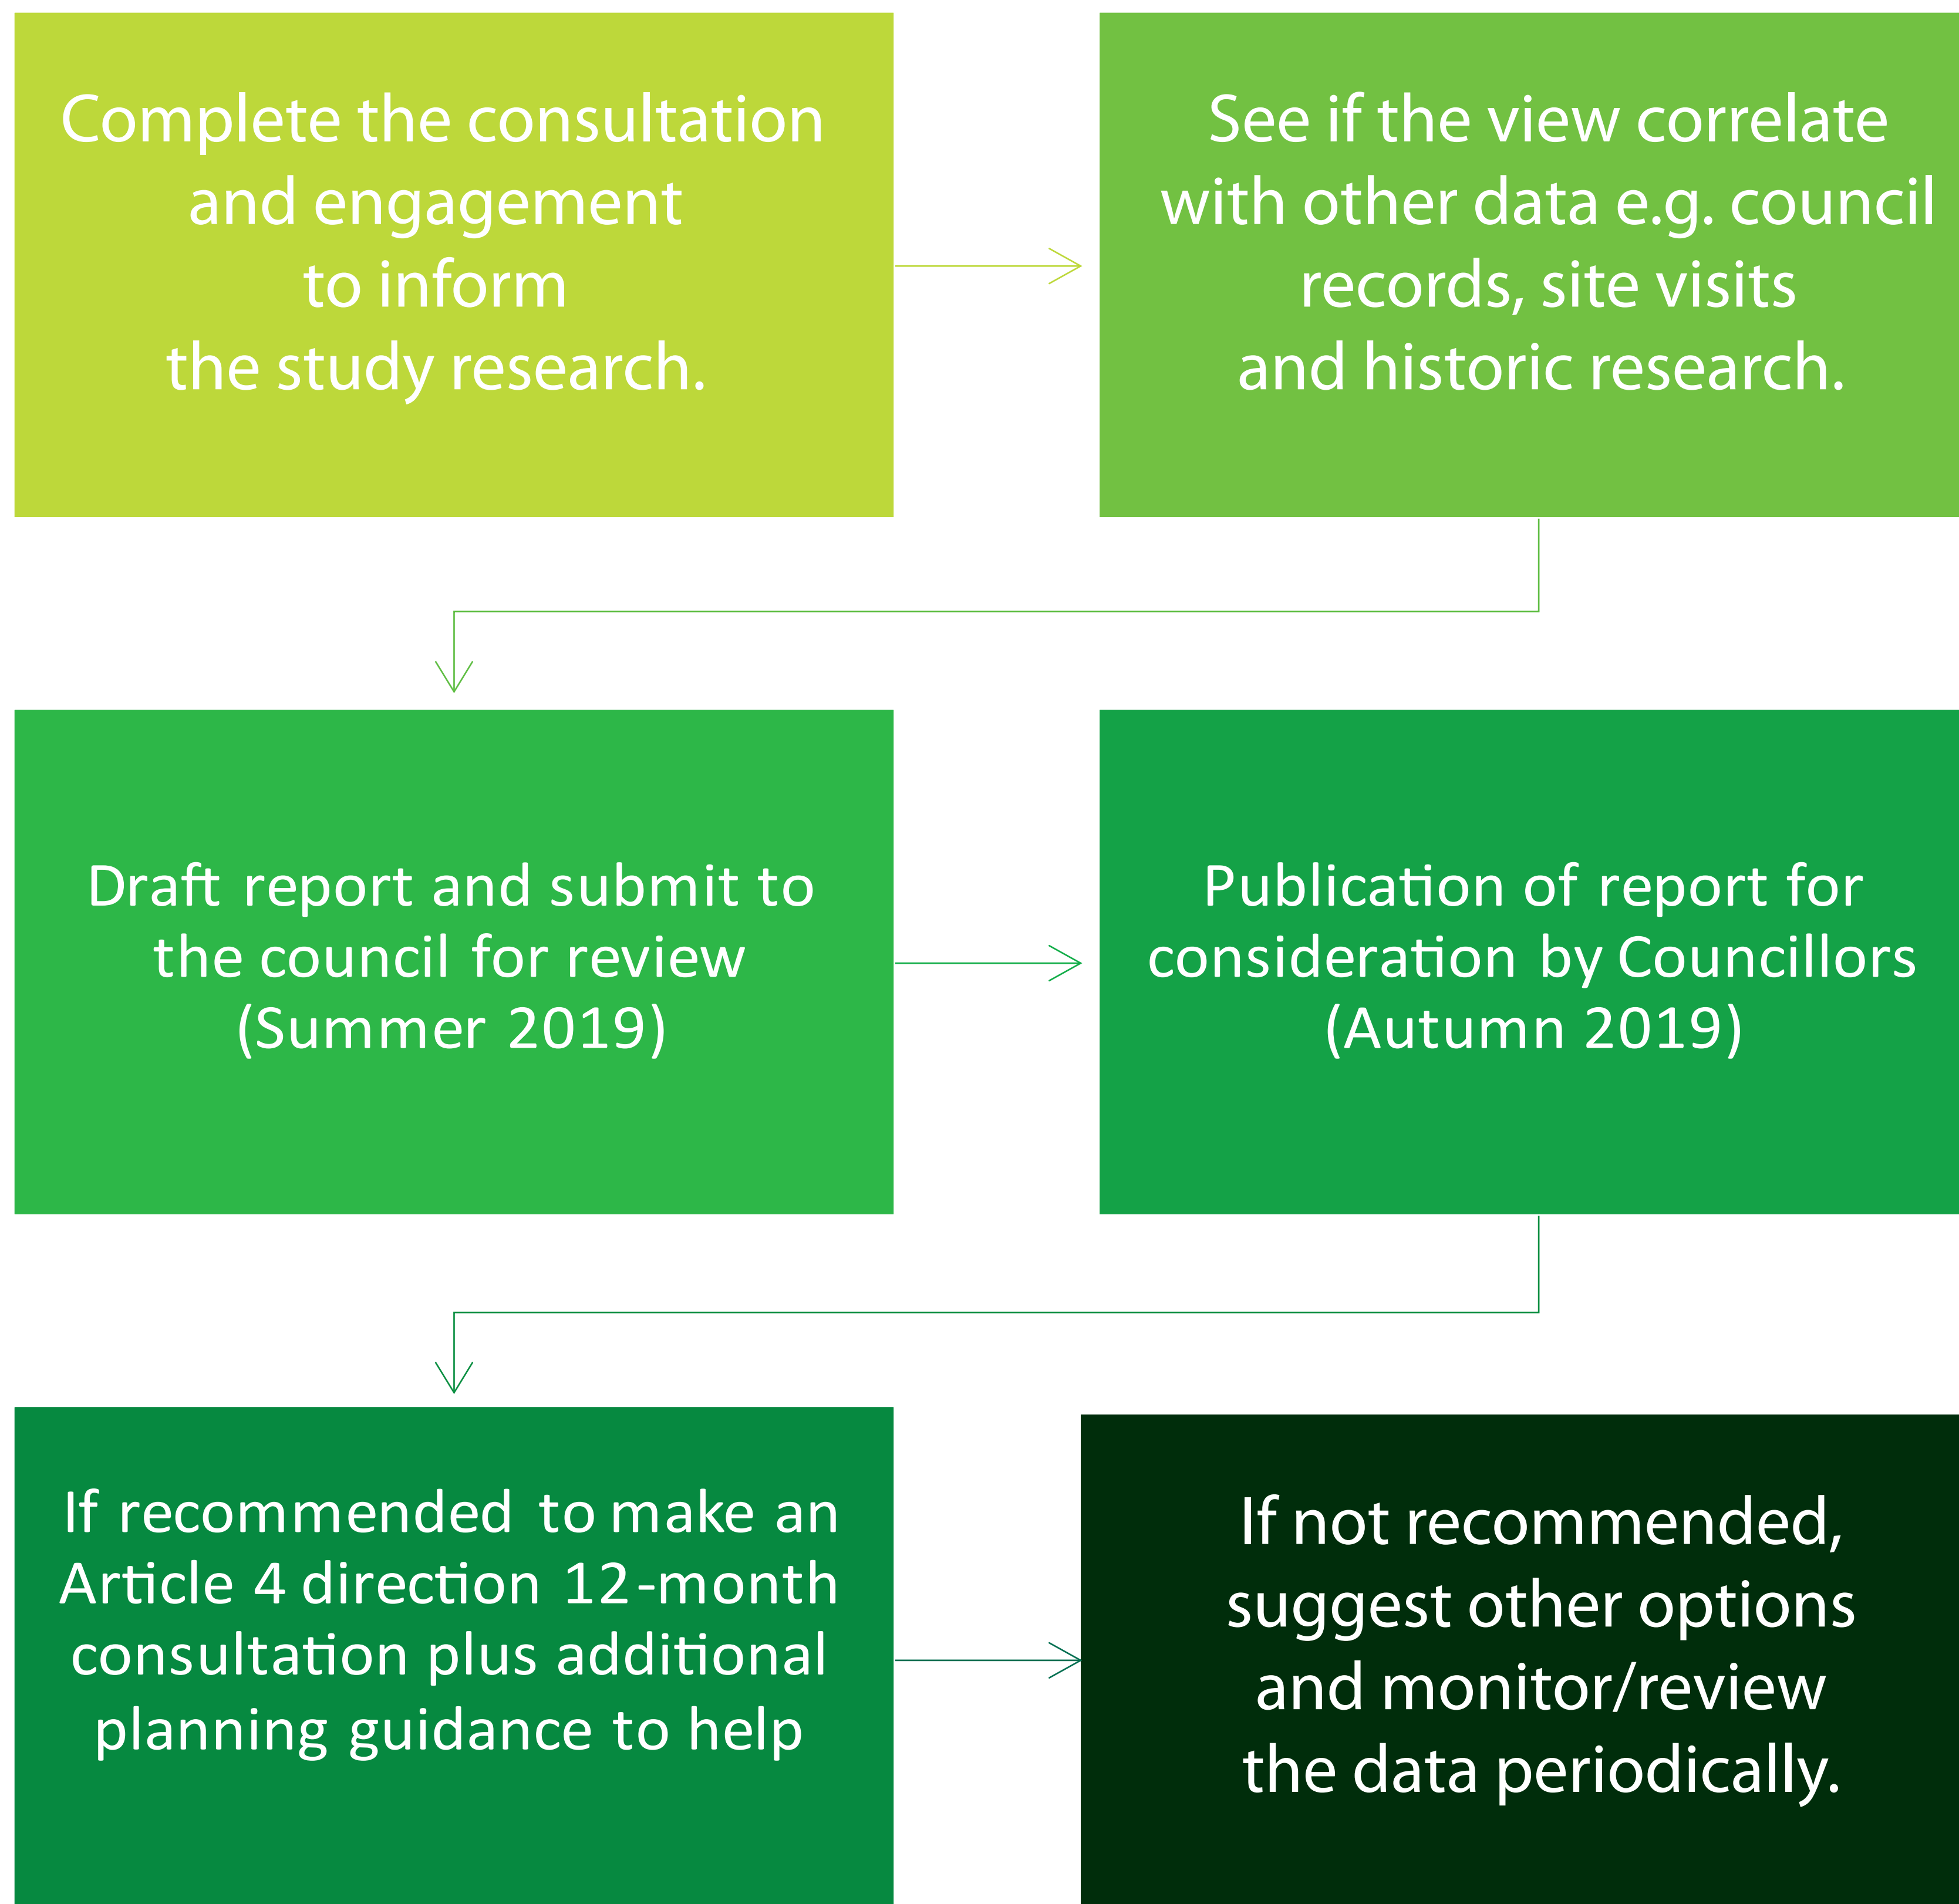 Complete the consultation
and engagement
to inform
the study research.
See if the view correlate
with other data e.g. council
records, site visits
and historic research.
Draft report and submit to
the council for review
(Summer 2019)
Publication of report for
consideration by Councillors
(Autumn 2019)
If recommended to make an
Article 4 direction 12-month
consultation plus additional
planning guidance to help
If not recommended,
suggest other options
and monitor/review
the data periodically.